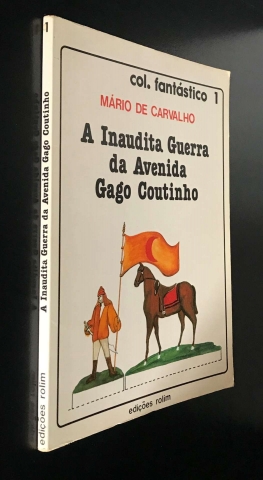 col. fantástico 1
MÁRIO DE CARVALHO
A Inaudita Guerra
da Avenida
Gago Coutinho
edições rolim
1
A Inaudita Guerra da Avenida Gago Coutinho
edições rolim